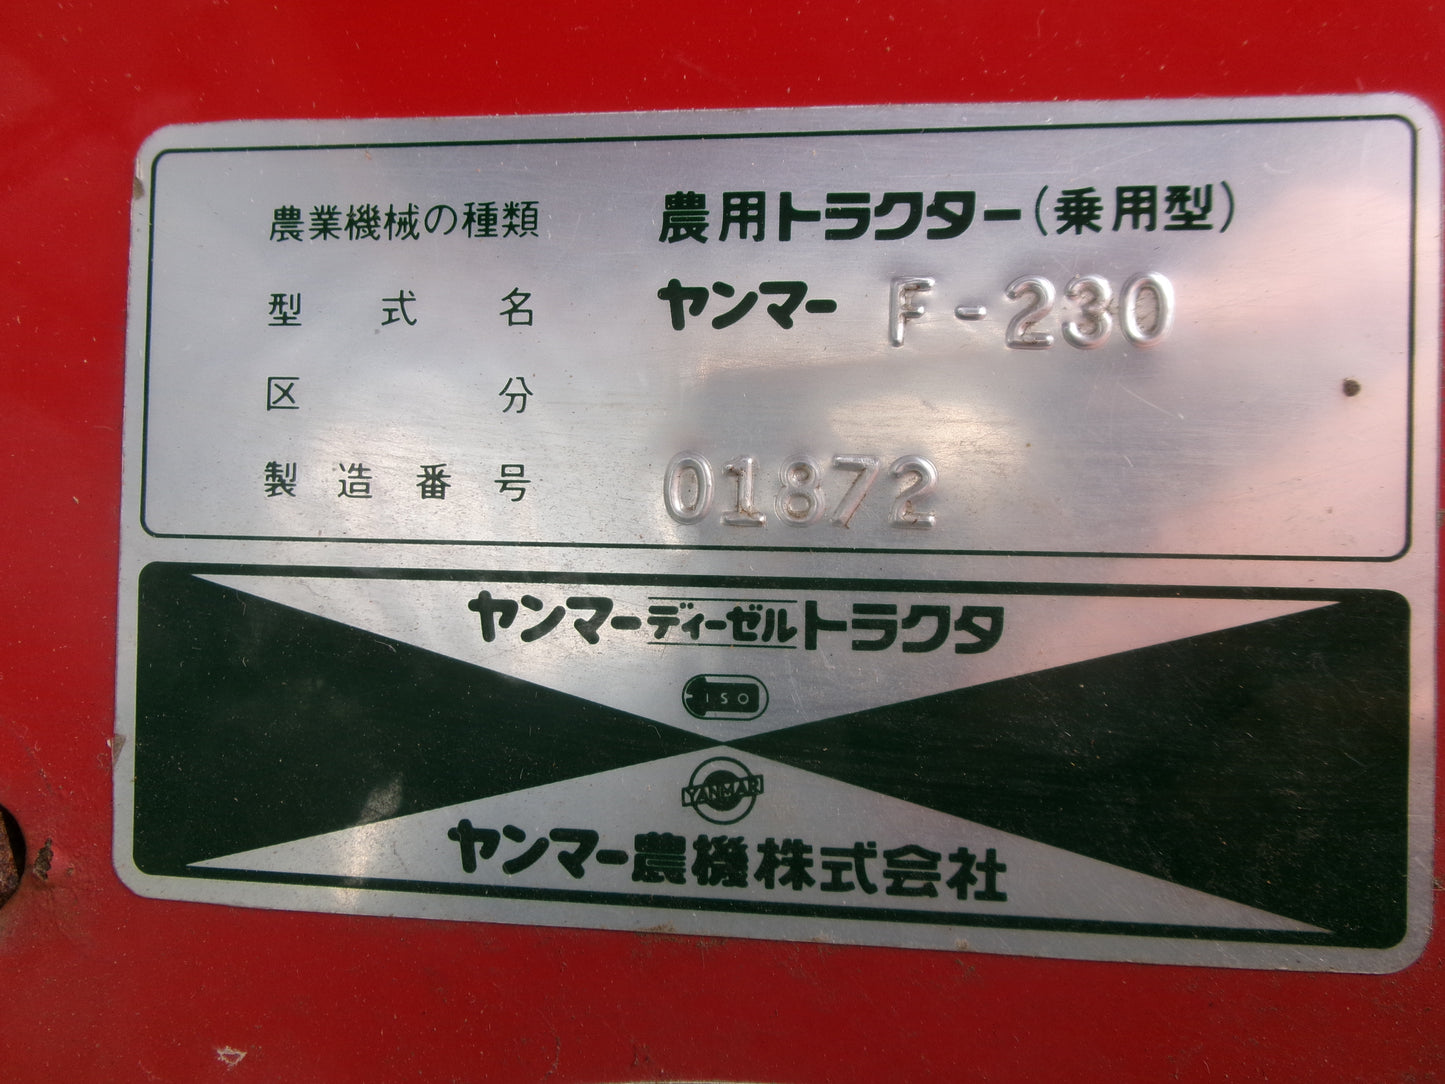 農業機械の種類 農用トラクター(乗用型)
型式名 ヤンマー F-230
区分
製造番号 01872
ヤンマーディーゼルトラクタ
ISO
YANMAR
ヤンマー農機株式会社